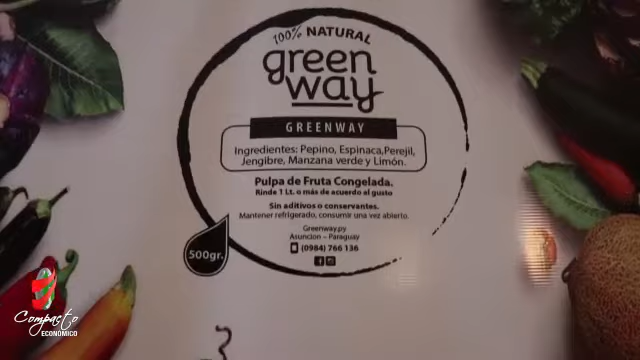 100% NATURAL
green
way
GREENWAY
Ingredientes: Pepino, Espinaca,Perejil,
Jengibre, Manzana verde y Limón.
Pulpa de Fruta Congelada.
Rinde 1 Lt. o más de acuerdo al gusto
Sin aditivos o conservantes.
Mantener refrigerado, consumir una vez abierto.
Greenway.py
Asuncion – Paraguay
(0984) 766 136
500gr.
Compacto
ECONÓMICO